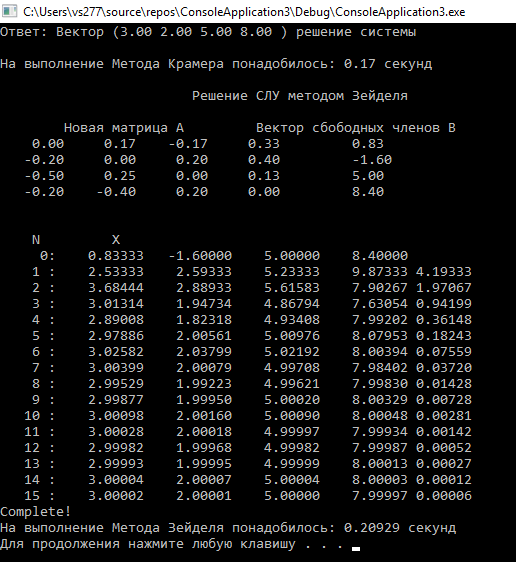 C:\Users\vs277\source\repos\ConsoleApplication3\Debug\ConsoleApplication3.exe
Ответ: Вектор (3.00 2.00 5.00 8.00 ) решение системы
На выполнение Метода Крамера понадобилось: 0.17 секунд
Решение СЛУ методом Зейделя
Новая матрица A Вектор сбободных членов B
0.00 0.17 -0.17 0.33 0.83
-0.20 0.00 0.20 0.40 -1.60
-0.50 0.25 0.00 0.13 5.00
-0.20 -0.40 0.20 0.00 8.40
N X
0: 0.83333 -1.60000 5.00000 8.40000
1 : 2.53333 2.59333 5.23333 9.87333 4.19333
2 : 3.68444 2.88933 5.61583 7.90267 1.97067
3 : 3.01314 1.94734 4.86794 7.63054 0.94199
4 : 2.89008 1.82318 4.93408 7.99202 0.36148
5 : 2.97886 2.00561 5.00976 8.07953 0.18243
6 : 3.02582 2.03799 5.02192 8.00394 0.07559
7 : 3.00399 2.00079 4.99708 7.98402 0.03720
8 : 2.99529 1.99223 4.99621 7.99830 0.01428
9 : 2.99877 1.99950 5.00020 8.00329 0.00728
10 : 3.00098 2.00160 5.00090 8.00048 0.00281
11 : 3.00028 2.00018 4.99997 7.99934 0.00142
12 : 2.99982 1.99968 4.99982 7.99987 0.00052
13 : 2.99993 1.99995 4.99999 8.00013 0.00027
14 : 3.00004 2.00007 5.00004 8.00003 0.00012
15 : 3.00002 2.00001 5.00000 7.99997 0.00006
Complete!
На выполнение Метода Зейделя понадобилось: 0.20929 секунд
Для продолжения нажмите любую клавишу . . .